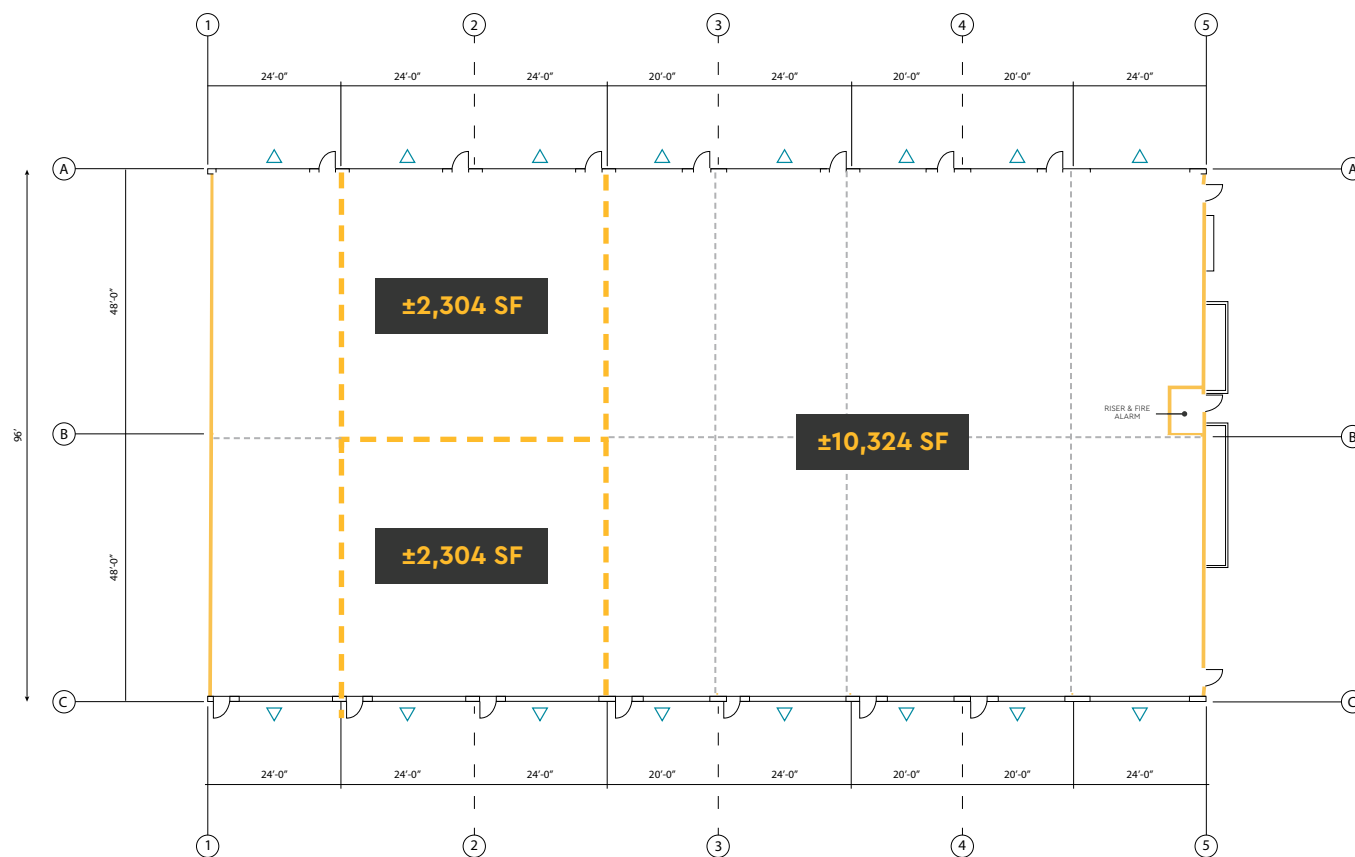 1 2 3 4 5
24'-0" 24'-0" 24'-0" 20'-0" 24'-0" 20'-0" 20'-0" 24'-0"
A A
48'-0"
±2,304 SF
RISER & FIRE
ALARM
96'
B B
±10,324 SF
±2,304 SF
48'-0"
C C
24'-0" 24'-0" 24'-0" 20'-0" 24'-0" 20'-0" 20'-0" 24'-0"
1 2 3 4 5